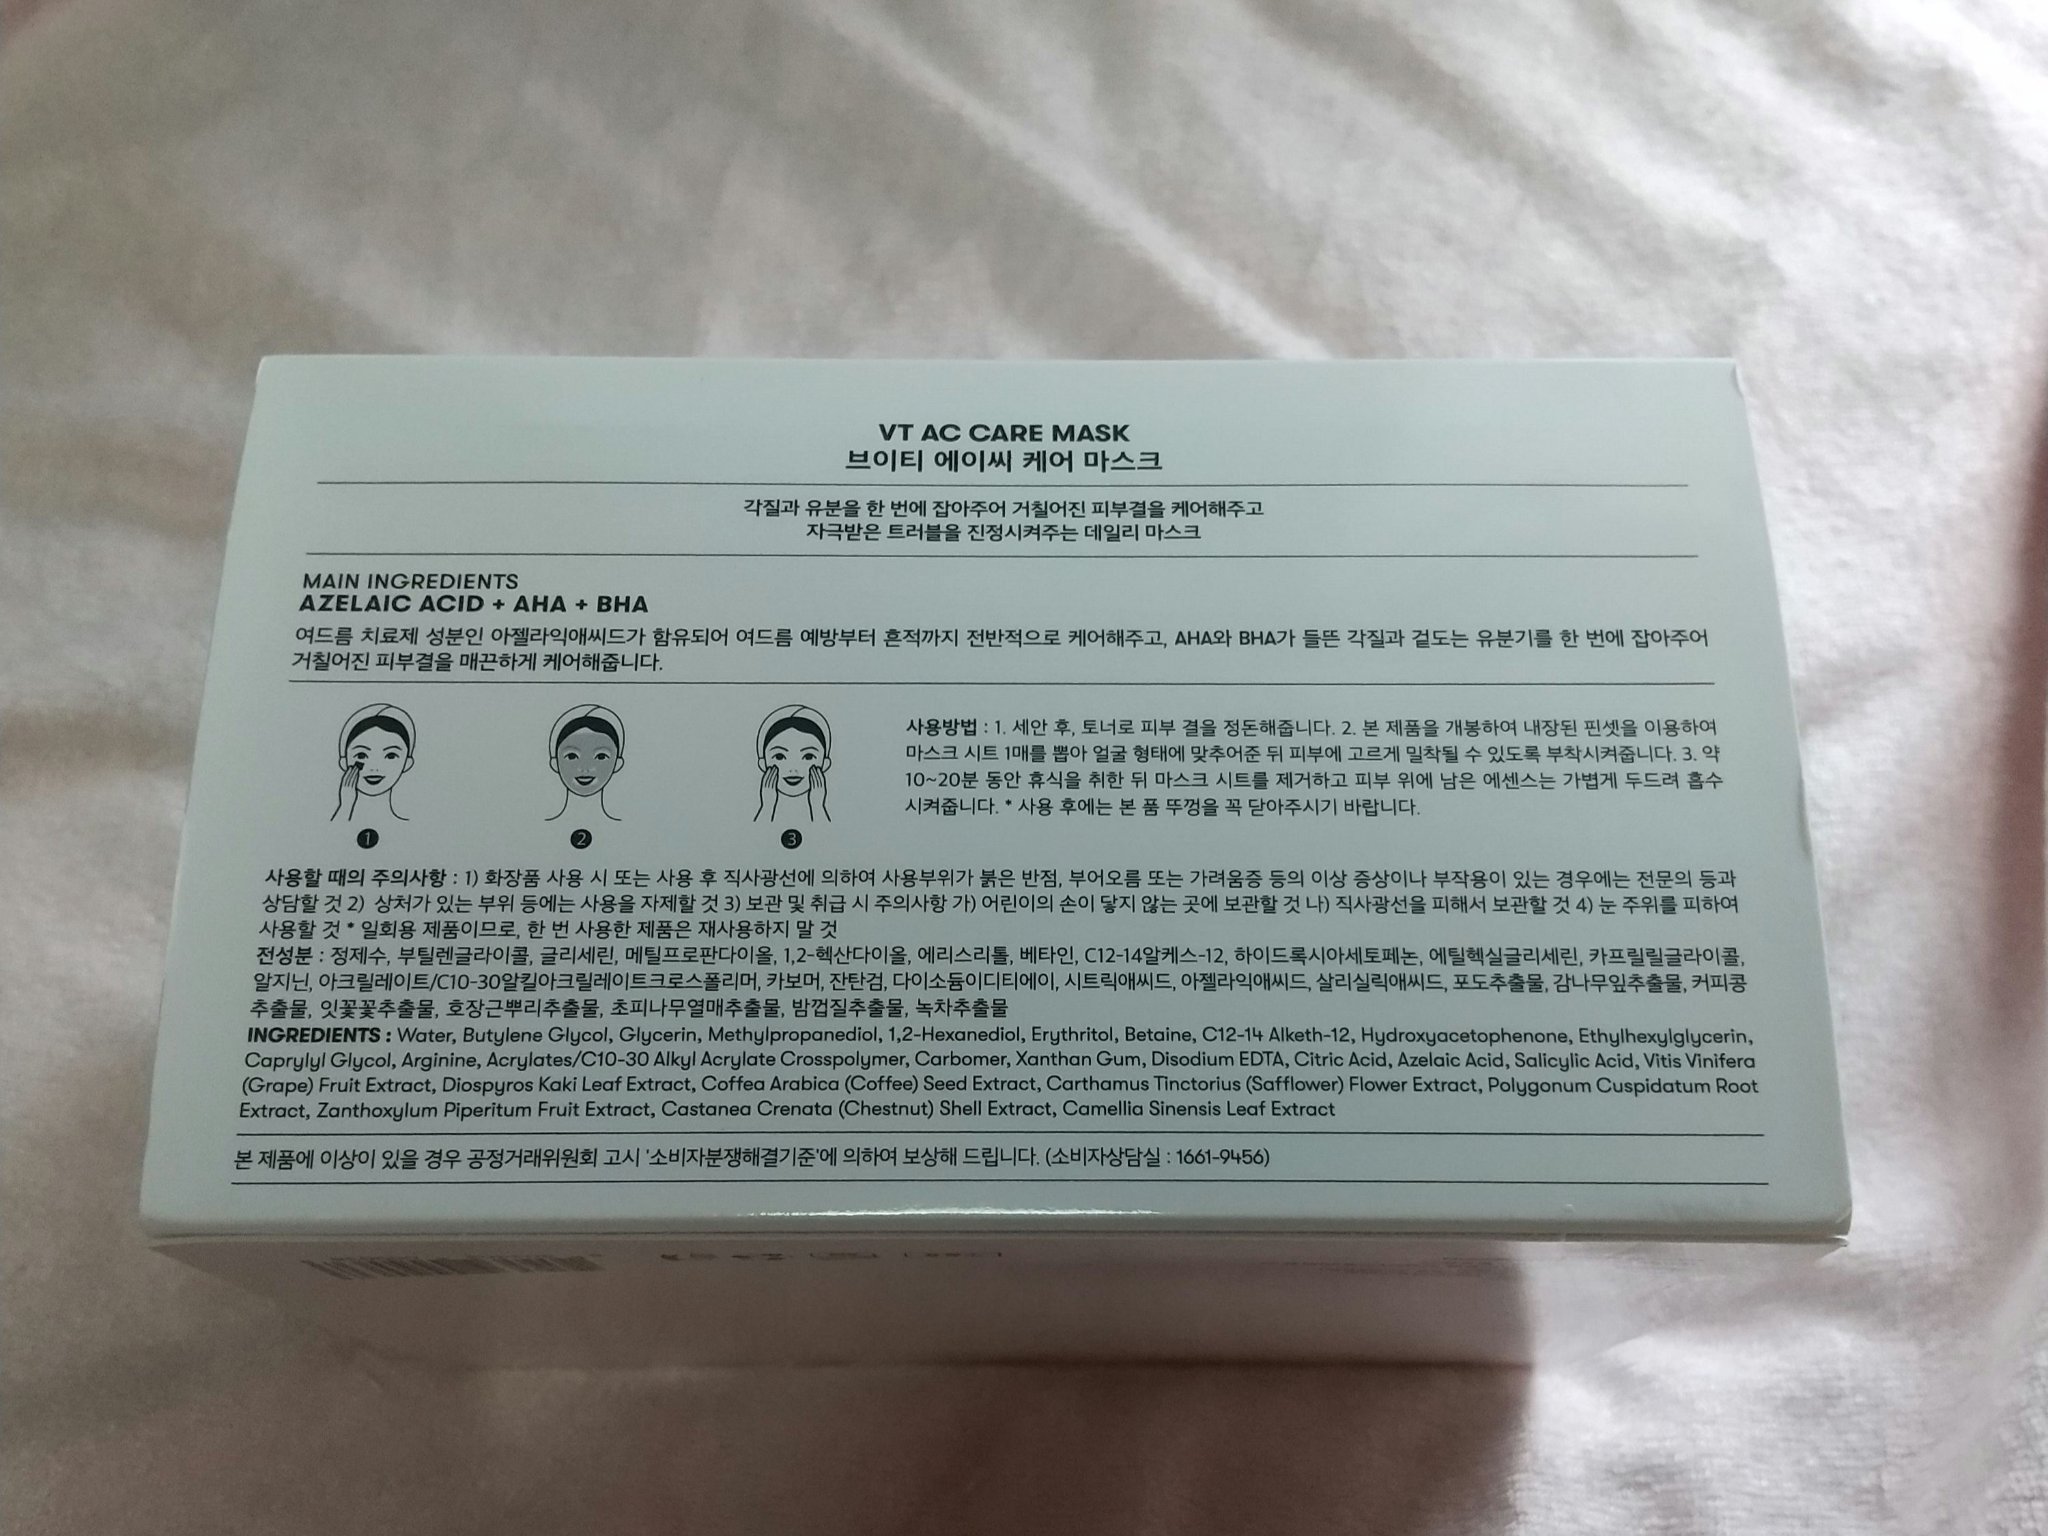 VT AC CARE MASK
브이티 에이씨 케어 마스크
각질과 유분을 한 번에 잡아주어 거칠어진 피부결을 케어해주고
자극받은 트러블을 진정시켜주는 데일리 마스크
MAIN INGREDIENTS
AZELAIC ACID + AHA + BHA
여드름 치료제 성분인 아젤라익애씨드가 함유되어 여드름 예방부터 흔적까지 전반적으로 케어해주고, AHA와 BHA가 들뜬 각질과 겉도는 유분기를 한 번에 잡아주어
거칠어진 피부결을 매끈하게 케어해줍니다.
사용방법 : 1. 세안 후, 토너로 피부 결을 정돈해줍니다. 2. 본 제품을 개봉하여 내장된 핀셋을 이용하여
마스크 시트 1매를 뽑아 얼굴 형태에 맞추어준 뒤 피부에 고르게 밀착될 수 있도록 부착시켜줍니다. 3. 약
10~20분 동안 휴식을 취한 뒤 마스크 시트를 제거하고 피부 위에 남은 에센스는 가볍게 두드려 흡수
시켜줍니다. * 사용 후에는 본 품 뚜껑을 꼭 닫아주시기 바랍니다.
1 2 3
사용할 때의 주의사항 : 1) 화장품 사용 시 또는 사용 후 직사광선에 의하여 사용부위가 붉은 반점, 부어오름 또는 가려움증 등의 이상 증상이나 부작용이 있는 경우에는 전문의 등과
상담할 것 2) 상처가 있는 부위 등에는 사용을 자제할 것 3) 보관 및 취급 시 주의사항 가) 어린이의 손이 닿지 않는 곳에 보관할 것 나) 직사광선을 피해서 보관할 것 4) 눈 주위를 피하여
사용할 것 * 일회용 제품이므로, 한 번 사용한 제품은 재사용하지 말 것
전성분 : 정제수, 부틸렌글라이콜, 글리세린, 메틸프로판다이올, 1,2-헥산다이올, 에리스리톨, 베타인, C12-14알케스-12, 하이드록시아세토페논, 에틸헥실글리세린, 카프릴릴글라이콜,
알지닌, 아크릴레이트/C10-30알킬아크릴레이트크로스폴리머, 카보머, 잔탄검, 다이소듐이디티에이, 시트릭애씨드, 아젤라익애씨드, 살리실릭애씨드, 포도추출물, 감나무잎추출물, 커피콩
추출물, 잇꽃꽃추출물, 호장근뿌리추출물, 초피나무열매추출물, 밤껍질추출물, 녹차추출물
INGREDIENTS : Water, Butylene Glycol, Glycerin, Methylpropanediol, 1,2-Hexanediol, Erythritol, Betaine, C12-14 Alketh-12, Hydroxyacetophenone, Ethylhexylglycerin,
Caprylyl Glycol, Arginine, Acrylates/C10-30 Alkyl Acrylate Crosspolymer, Carbomer, Xanthan Gum, Disodium EDTA, Citric Acid, Azelaic Acid, Salicylic Acid, Vitis Vinifera
(Grape) Fruit Extract, Diospyros Kaki Leaf Extract, Coffea Arabica (Coffee) Seed Extract, Carthamus Tinctorius (Safflower) Flower Extract, Polygonum Cuspidatum Root
Extract, Zanthoxylum Piperitum Fruit Extract, Castanea Crenata (Chestnut) Shell Extract, Camellia Sinensis Leaf Extract
본 제품에 이상이 있을 경우 공정거래위원회 고시 '소비자분쟁해결기준'에 의하여 보상해 드립니다. (소비자상담실 : 1661-9456)